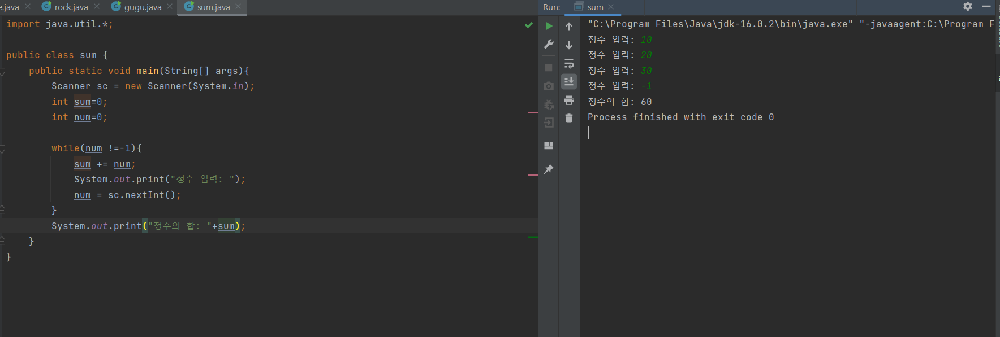 e.java rock.java gugu.java sum.java
import java.util.*;
public class sum {
public static void main(String[] args){
Scanner sc = new Scanner(System.in);
int sum=0;
int num=0;
while(num !=-1){
sum += num;
System.out.print("정수 입력: ");
num = sc.nextInt();
}
System.out.print("정수의 합: "+sum);
}
}
Run: sum
"C:\Program Files\Java\jdk-16.0.2\bin\java.exe" "-javaagent:C:\Program F
정수 입력: 10
정수 입력: 20
정수 입력: 30
정수 입력: -1
정수의 합: 60
Process finished with exit code 0